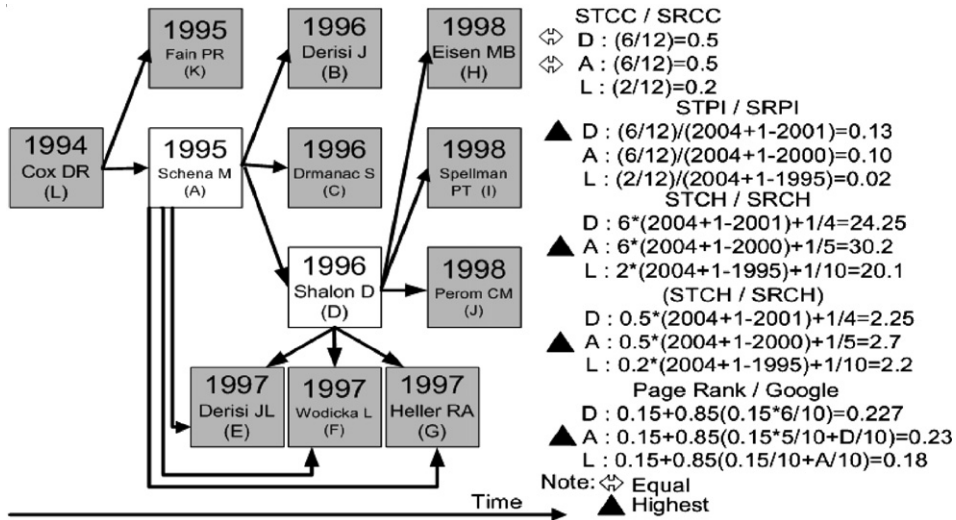 1995
Fain PR
(K)
1996
Derisi J
(B)
1998
Eisen MB
(H)
1994
Cox DR
(L)
1995
Schena M
(A)
1996
Drmanac S
(C)
1998
Spellman
PT (I)
1996
Shalon D
(D)
1998
Perom CM
(J)
1997
Derisi JL
(E)
1997
Wodicka L
(F)
1997
Heller RA
(G)
Time
STCC / SRCC
D : (6/12)=0.5
A : (6/12)=0.5
L : (2/12)=0.2
STPI / SRPI
D : (6/12)/(2004+1-2001)=0.13
A : (6/12)/(2004+1-2000)=0.10
L : (2/12)/(2004+1-1995)=0.02
STCH / SRCH
D : 6*(2004+1-2001)+1/4=24.25
A : 6*(2004+1-2000)+1/5=30.2
L : 2*(2004+1-1995)+1/10=20.1
(STCH / SRCH)
D : 0.5*(2004+1-2001)+1/4=2.25
A : 0.5*(2004+1-2000)+1/5=2.7
L : 0.2*(2004+1-1995)+1/10=2.2
Page Rank / Google
D : 0.15+0.85(0.15*6/10)=0.227
A : 0.15+0.85(0.15*5/10+D/10)=0.23
L : 0.15+0.85(0.15/10+A/10)=0.18
Note: ⬄ Equal
▲ Highest